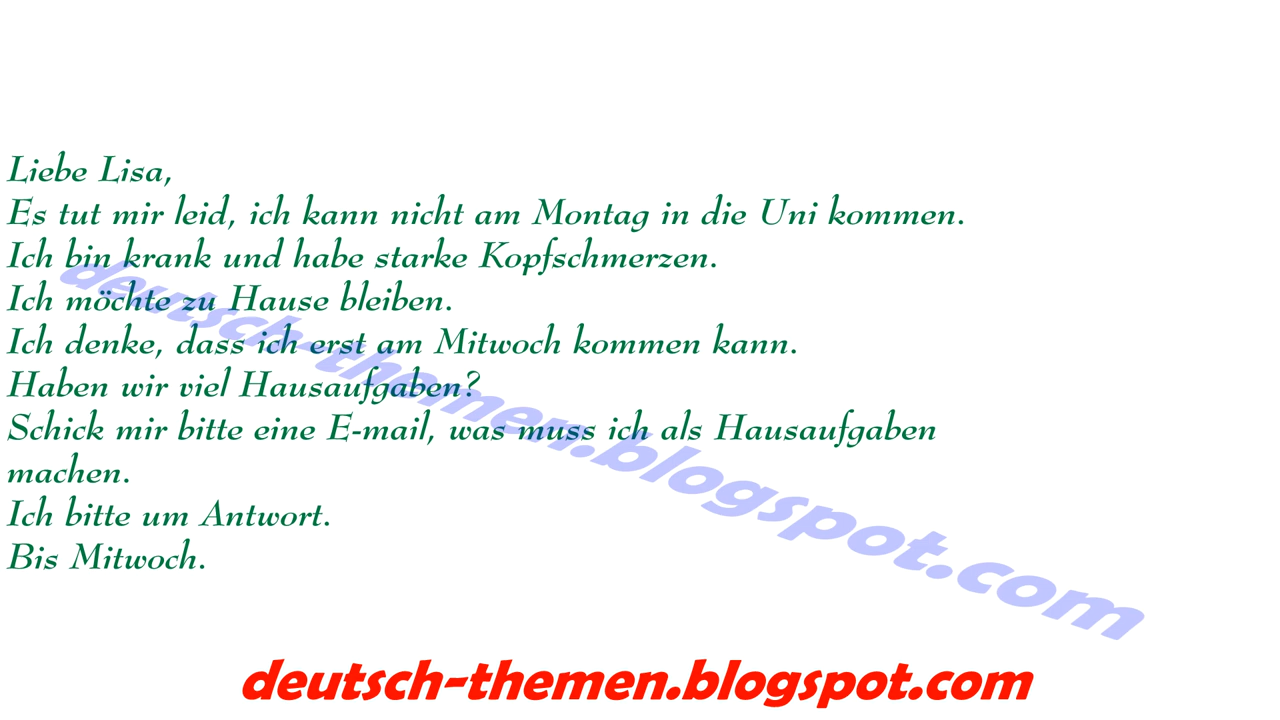 Liebe Lisa,
Es tut mir leid, ich kann nicht am Montag in die Uni kommen.
Ich bin krank und habe starke Kopfschmerzen.
Ich möchte zu Hause bleiben.
Ich denke, dass ich erst am Mitwoch kommen kann.
Haben wir viel Hausaufgaben?
Schick mir bitte eine E-mail, was muss ich als Hausaufgaben
machen.
Ich bitte um Antwort.
Bis Mitwoch.
deutsch-themen.blogspot.com
deutsch-themen.blogspot.com